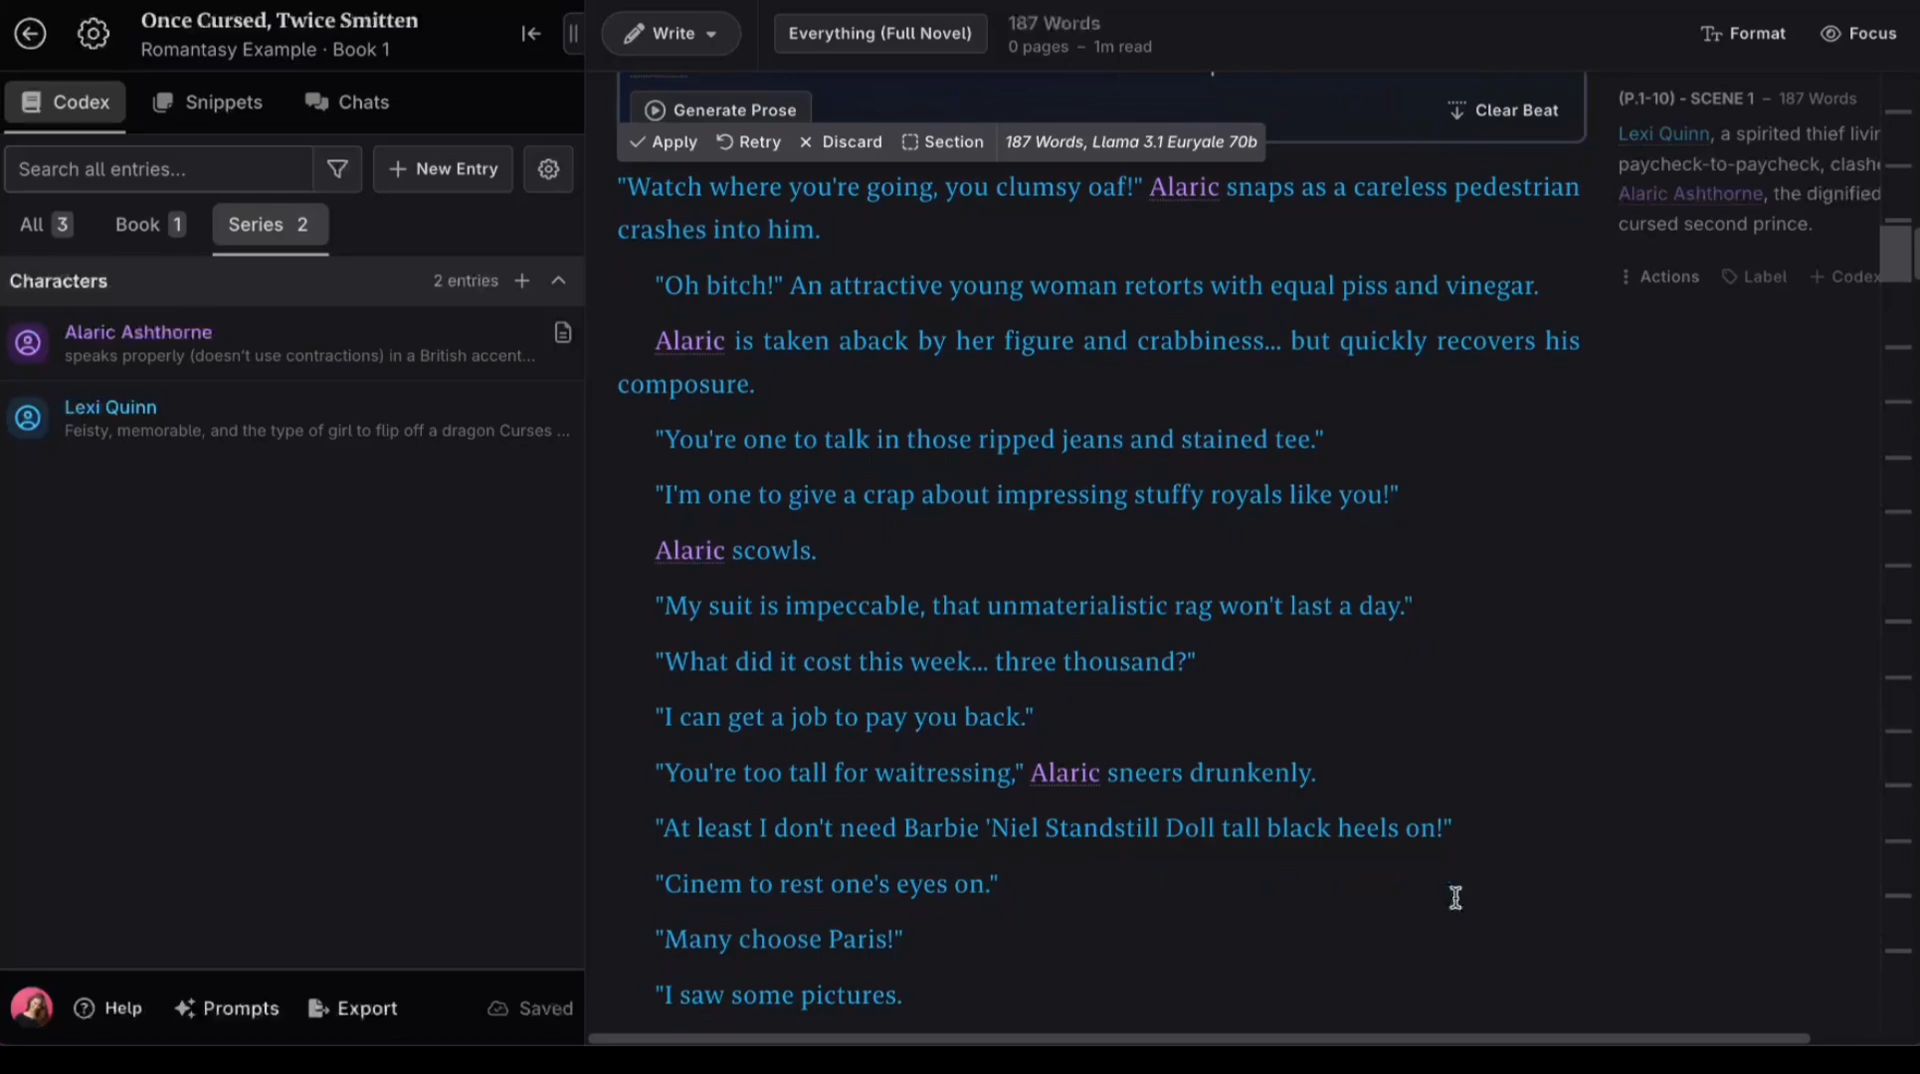 Once Cursed, Twice Smitten
Romantasy Example · Book 1
Write
Everything (Full Novel)
187 Words
0 pages – 1m read
Format
Focus
Codex
Snippets
Chats
Search all entries...
New Entry
All 3
Book 1
Series 2
Characters
2 entries
Alaric Ashthorne
speaks properly (doesn't use contractions) in a British accent...
Lexi Quinn
Feisty, memorable, and the type of girl to flip off a dragon Curses ...
Help
Prompts
Export
Saved
Generate Prose
Clear Beat
Apply
Retry
Discard
Section
187 Words, Llama 3.1 Euryale 70b
"Watch where you're going, you clumsy oaf!" Alaric snaps as a careless pedestrian
crashes into him.
"Oh bitch!" An attractive young woman retorts with equal piss and vinegar.
Alaric is taken aback by her figure and crabbiness... but quickly recovers his
composure.
"You're one to talk in those ripped jeans and stained tee."
"I'm one to give a crap about impressing stuffy royals like you!"
Alaric scowls.
"My suit is impeccable, that unmaterialistic rag won't last a day."
"What did it cost this week... three thousand?"
"I can get a job to pay you back."
"You're too tall for waitressing," Alaric sneers drunkenly.
"At least I don't need Barbie 'Niel Standstill Doll tall black heels on!"
"Cinem to rest one's eyes on."
"Many choose Paris!"
"I saw some pictures.
(P.1-10) - SCENE 1 – 187 Words
Lexi Quinn, a spirited thief livin
paycheck-to-paycheck, clashe
Alaric Ashthorne, the dignified
cursed second prince.
Actions
Label
+ Codex